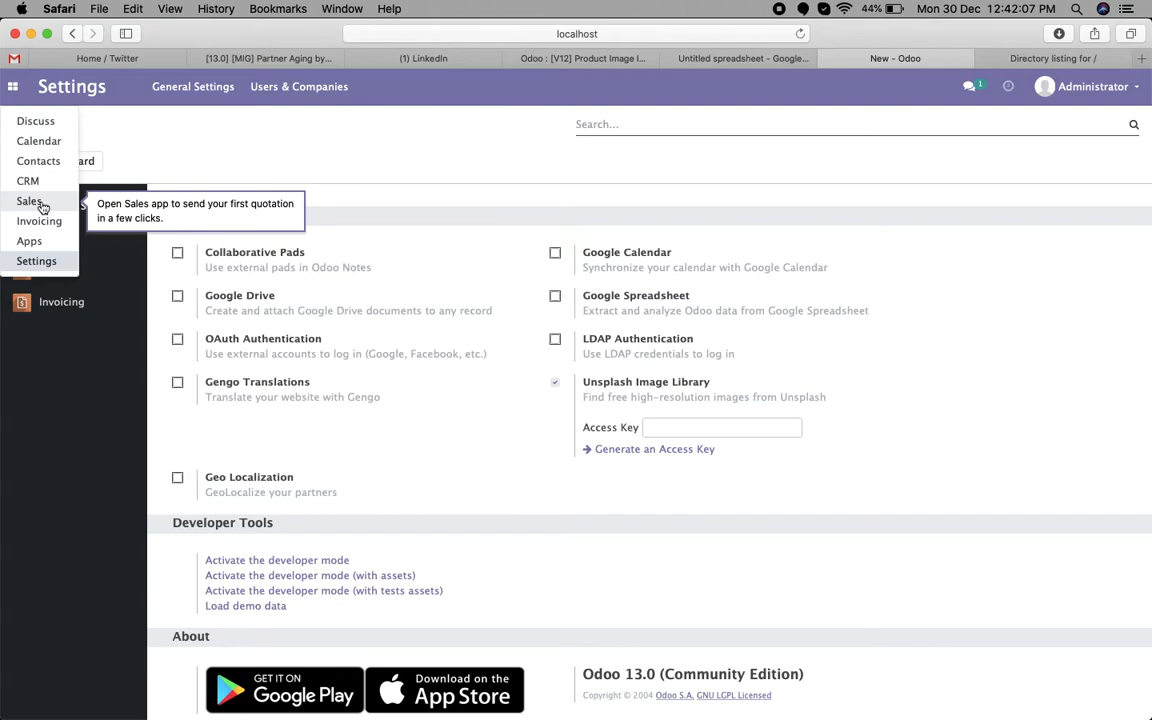 Safari File Edit View History Bookmarks Window Help 44% Mon 30 Dec 12:42:07 PM
localhost
Home / Twitter [13.0] [MIG] Partner Aging by... (1) LinkedIn Odoo : [V12] Product Image I... Untitled spreadsheet - Google... New - Odoo Directory listing for /
Settings General Settings Users & Companies 1 Administrator
Discuss
Search...
Calendar
Contacts
ard
CRM
Sales
Open Sales app to send your first quotation
in a few clicks.
Invoicing
Apps
Settings
Invoicing
Collaborative Pads
Use external pads in Odoo Notes
Google Calendar
Synchronize your calendar with Google Calendar
Google Drive
Create and attach Google Drive documents to any record
Google Spreadsheet
Extract and analyze Odoo data from Google Spreadsheet
OAuth Authentication
Use external accounts to log in (Google, Facebook, etc.)
LDAP Authentication
Use LDAP credentials to log in
Gengo Translations
Translate your website with Gengo
Unsplash Image Library
Find free high-resolution images from Unsplash
Access Key
Generate an Access Key
Geo Localization
GeoLocalize your partners
Developer Tools
Activate the developer mode
Activate the developer mode (with assets)
Activate the developer mode (with tests assets)
Load demo data
About
GET IT ON
Google Play
Download on the
App Store
Odoo 13.0 (Community Edition)
Copyright © 2004 Odoo S.A. GNU LGPL Licensed